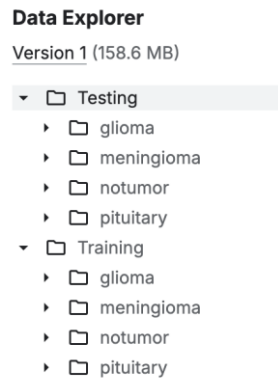 Data Explorer
Version 1 (158.6 MB)
Testing
glioma
meningioma
notumor
pituitary
Training
glioma
meningioma
notumor
pituitary